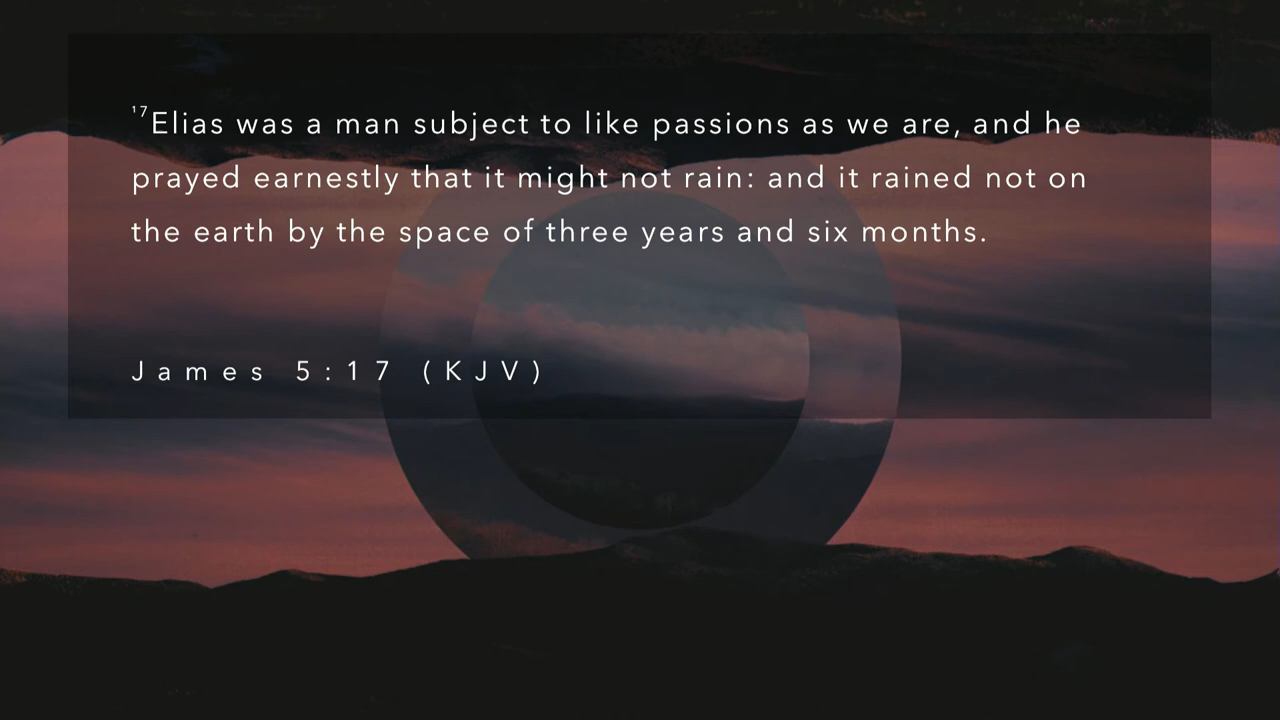 17Elias was a man subject to like passions as we are, and he
prayed earnestly that it might not rain: and it rained not on
the earth by the space of three years and six months.
James 5:17 (KJV)